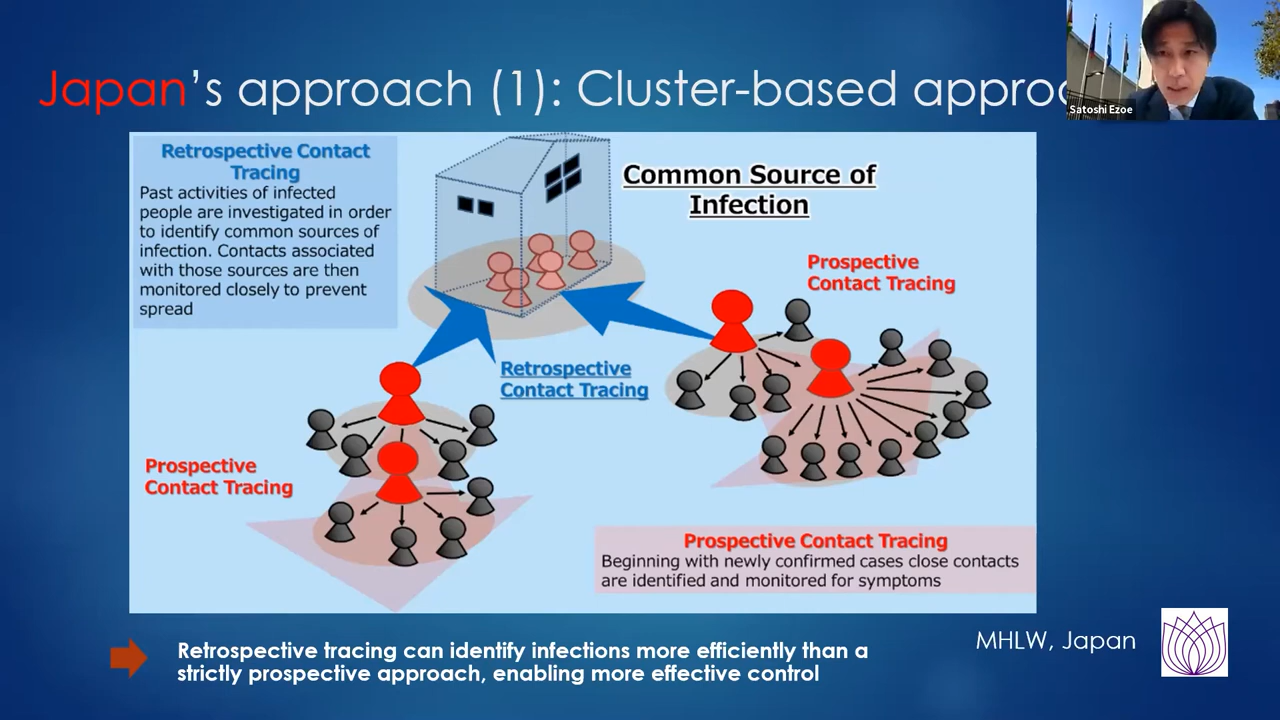 Japan's approach (1): Cluster-based approa
Satoshi Ezoe
Retrospective Contact
Tracing
Past activities of infected
people are investigated in order
to identify common sources of
infection. Contacts associated
with those sources are then
monitored closely to prevent
spread
Common Source of
Infection
Prospective
Contact Tracing
Retrospective
Contact Tracing
Prospective
Contact Tracing
Prospective Contact Tracing
Beginning with newly confirmed cases close contacts
are identified and monitored for symptoms
Retrospective tracing can identify infections more efficiently than a
strictly prospective approach, enabling more effective control
MHLW, Japan